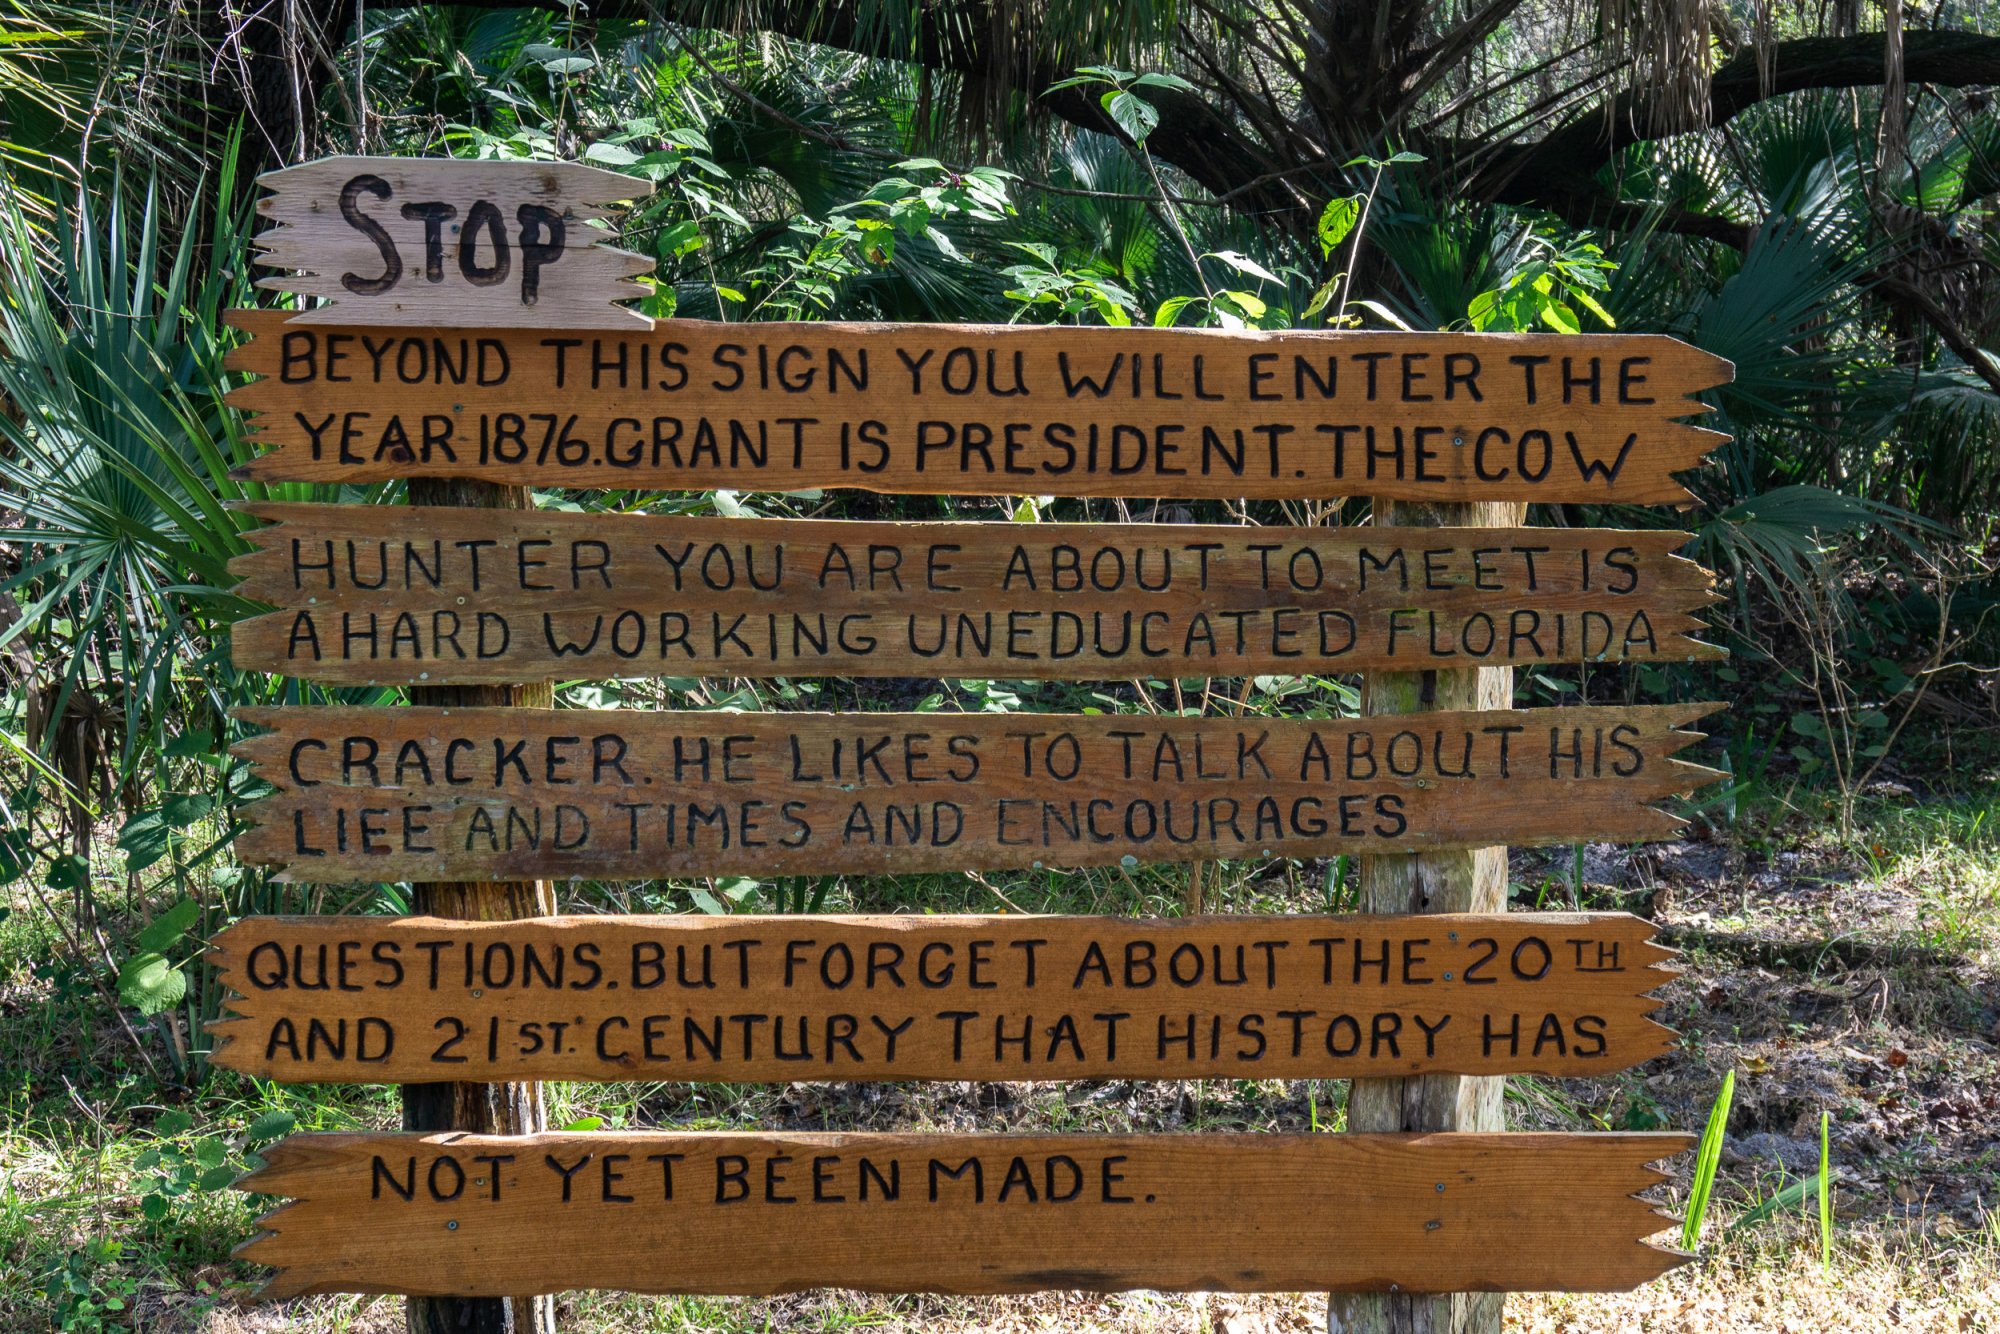 STOP
BEYOND THIS SIGN YOU WILL ENTER THE
YEAR 1876. GRANT IS PRESIDENT. THE COW
HUNTER YOU ARE ABOUT TO MEET IS
A HARD WORKING UNEDUCATED FLORIDA
CRACKER. HE LIKES TO TALK ABOUT HIS
LIFE AND TIMES AND ENCOURAGES
QUESTIONS. BUT FORGET ABOUT THE 20TH
AND 21ST. CENTURY THAT HISTORY HAS
NOT YET BEEN MADE.